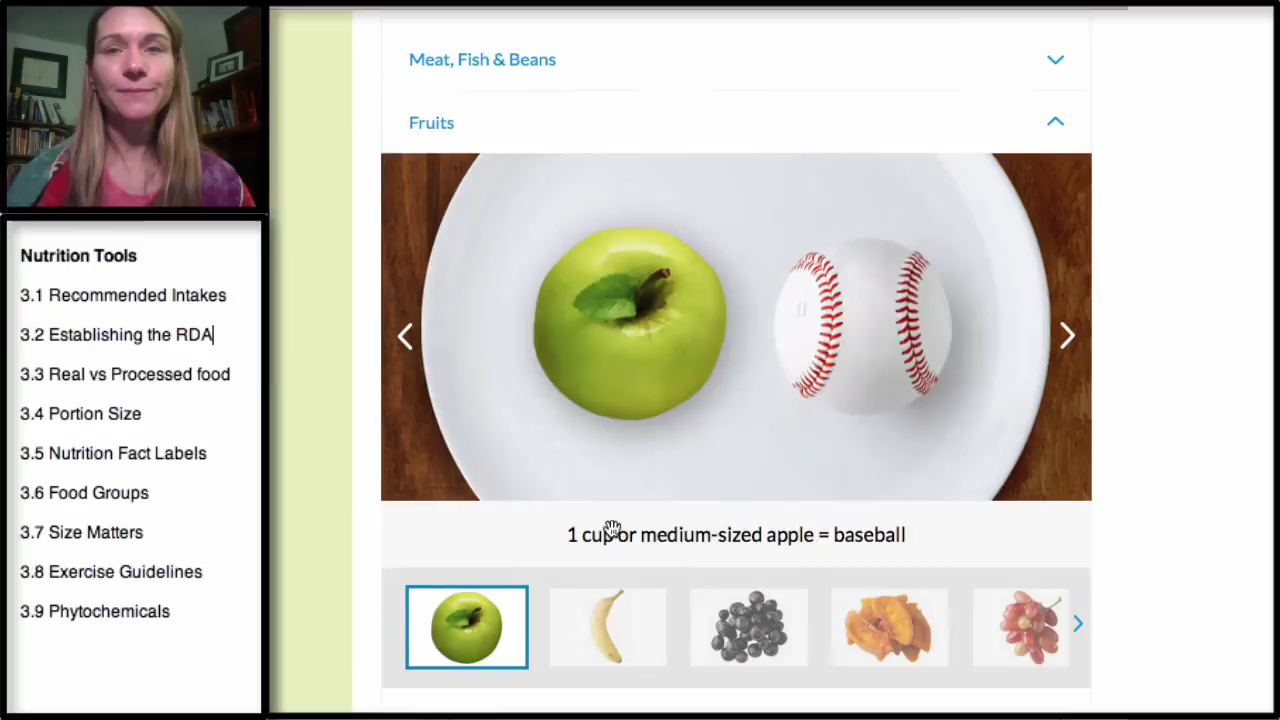 Nutrition Tools
3.1 Recommended Intakes
3.2 Establishing the RDA
3.3 Real vs Processed food
3.4 Portion Size
3.5 Nutrition Fact Labels
3.6 Food Groups
3.7 Size Matters
3.8 Exercise Guidelines
3.9 Phytochemicals
Meat, Fish & Beans
Fruits
1 cup or medium-sized apple = baseball